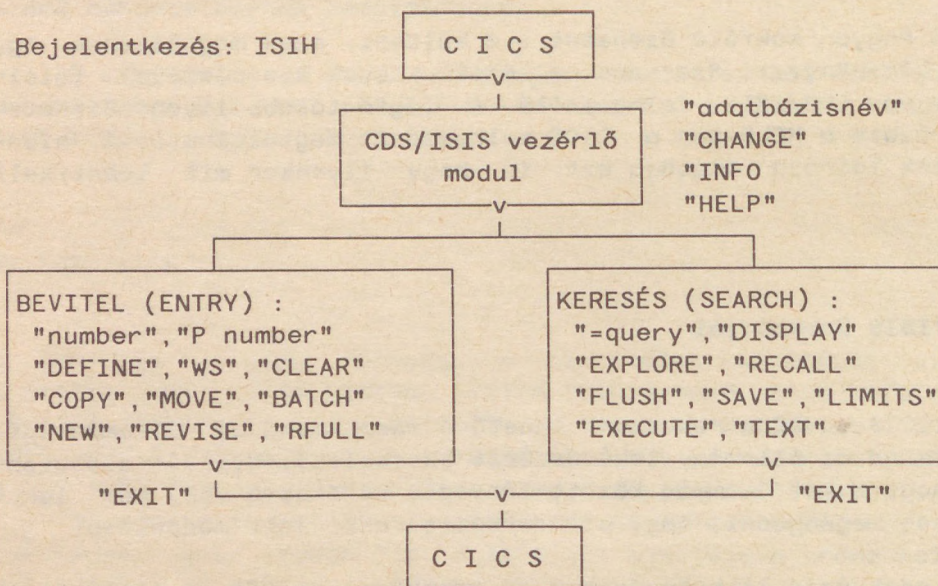 Bejelentkezés: ISIH
C I C S
CDS/ISIS vezérlő
modul
"adatbázisnév"
"CHANGE"
"INFO
"HELP"
BEVITEL (ENTRY) :
"number","P number"
"DEFINE","WS","CLEAR"
"COPY","MOVE","BATCH"
"NEW","REVISE","RFULL"
KERESÉS (SEARCH) :
"=query","DISPLAY"
"EXPLORE","RECALL"
"FLUSH","SAVE","LIMITS"
"EXECUTE","TEXT"
"EXIT"
"EXIT"
C I C S